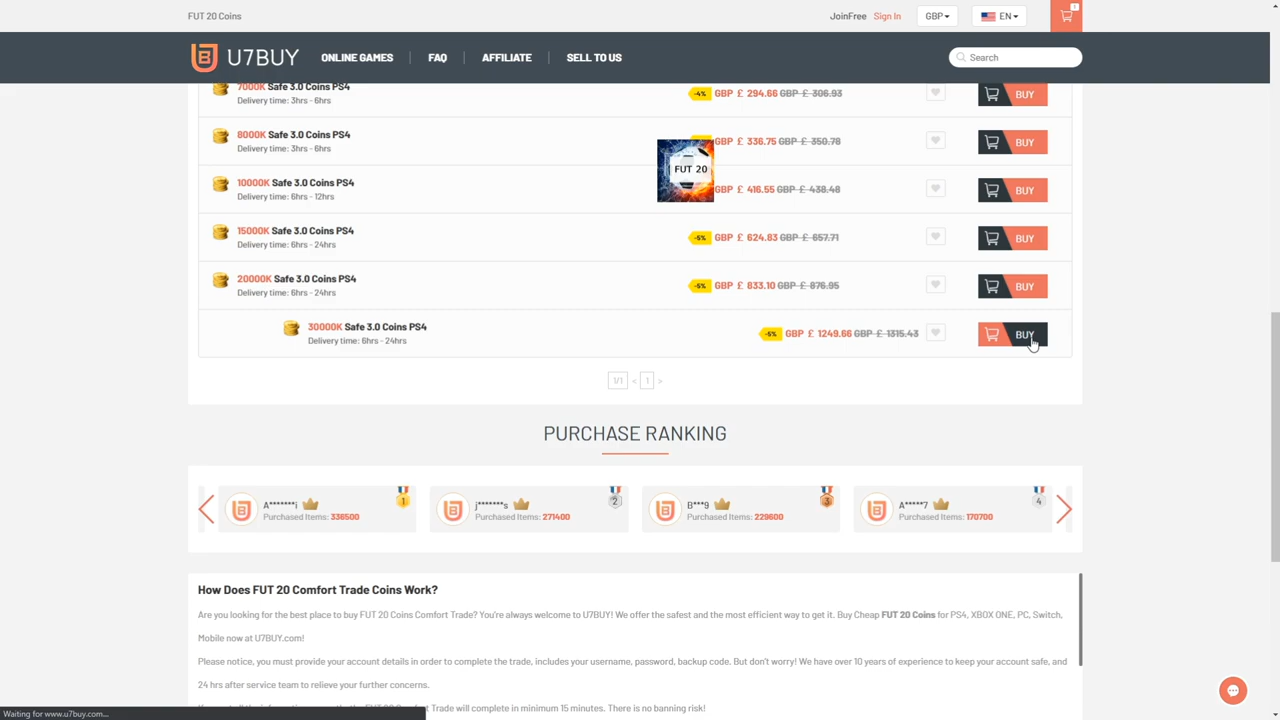 FUT 20 Coins
JoinFree Sign In GBP EN 1
U7BUY ONLINE GAMES FAQ AFFILIATE SELL TO US Search
7000K Safe 3.0 Coins PS4
Delivery time: 3hrs - 6hrs
-4% GBP £ 294.66 GBP £ 306.93 BUY
8000K Safe 3.0 Coins PS4
Delivery time: 3hrs - 6hrs
GBP £ 336.75 GBP £ 350.78 BUY
FUT 20
10000K Safe 3.0 Coins PS4
Delivery time: 6hrs - 12hrs
GBP £ 416.55 GBP £ 438.48 BUY
15000K Safe 3.0 Coins PS4
Delivery time: 6hrs - 24hrs
-5% GBP £ 624.83 GBP £ 657.71 BUY
20000K Safe 3.0 Coins PS4
Delivery time: 6hrs - 24hrs
-5% GBP £ 833.10 GBP £ 876.95 BUY
30000K Safe 3.0 Coins PS4
Delivery time: 6hrs - 24hrs
-5% GBP £ 1249.66 GBP £ 1315.43 BUY
1/1 < 1 >
PURCHASE RANKING
A*******i 1
Purchased Items: 336500
j*******s 2
Purchased Items: 271400
B***9 3
Purchased Items: 229600
A*****7 4
Purchased Items: 170700
How Does FUT 20 Comfort Trade Coins Work?
Are you looking for the best place to buy FUT 20 Coins Comfort Trade? You're always welcome to U7BUY! We offer the safest and the most efficient way to get it. Buy Cheap FUT 20 Coins for PS4, XBOX ONE, PC, Switch,
Mobile now at U7BUY.com!
Please notice, you must provide your account details in order to complete the trade, includes your username, password, backup code. But don't worry! We have over 10 years of experience to keep your account safe, and
24 hrs after service team to relieve your further concerns.
t Trade will complete in minimum 15 minutes. There is no banning risk!
Waiting for www.u7buy.com...